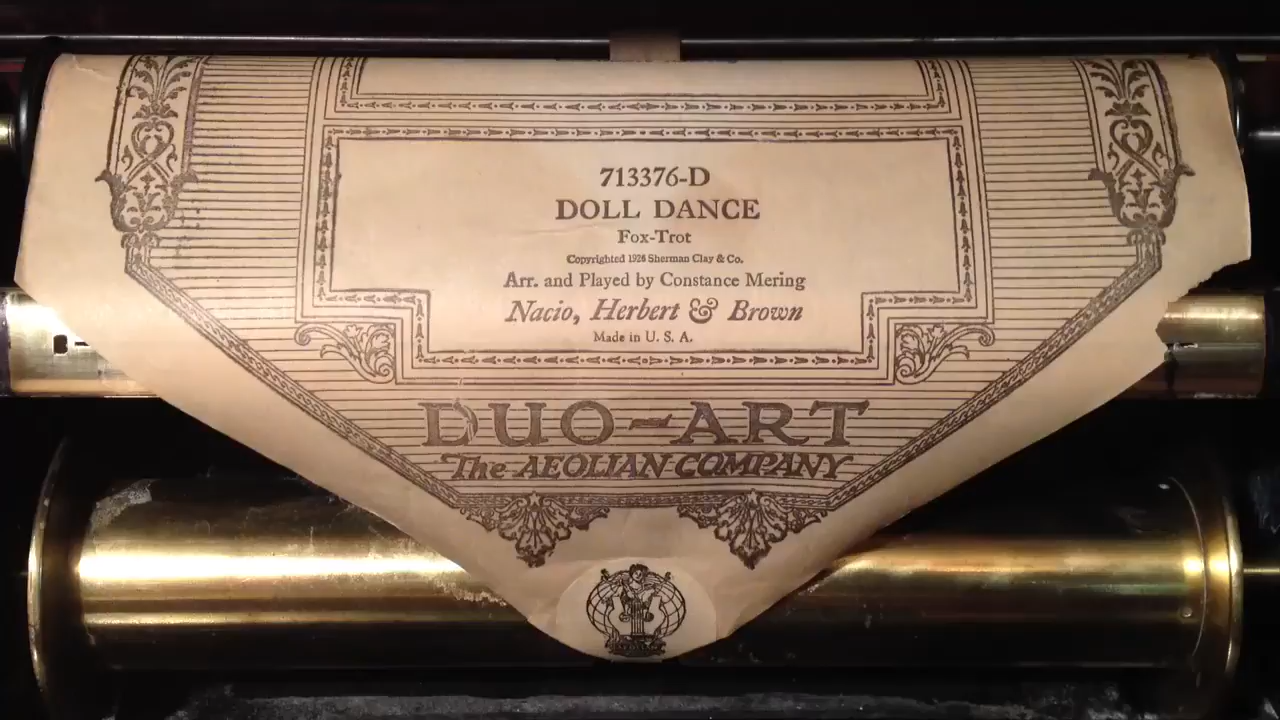 713376-D
DOLL DANCE
Fox-Trot
Copyrighted 1926 Sherman Clay & Co.
Arr. and Played by Constance Mering
Nacio, Herbert & Brown
Made in U. S. A.
DUO-ART
The AEOLIAN COMPANY